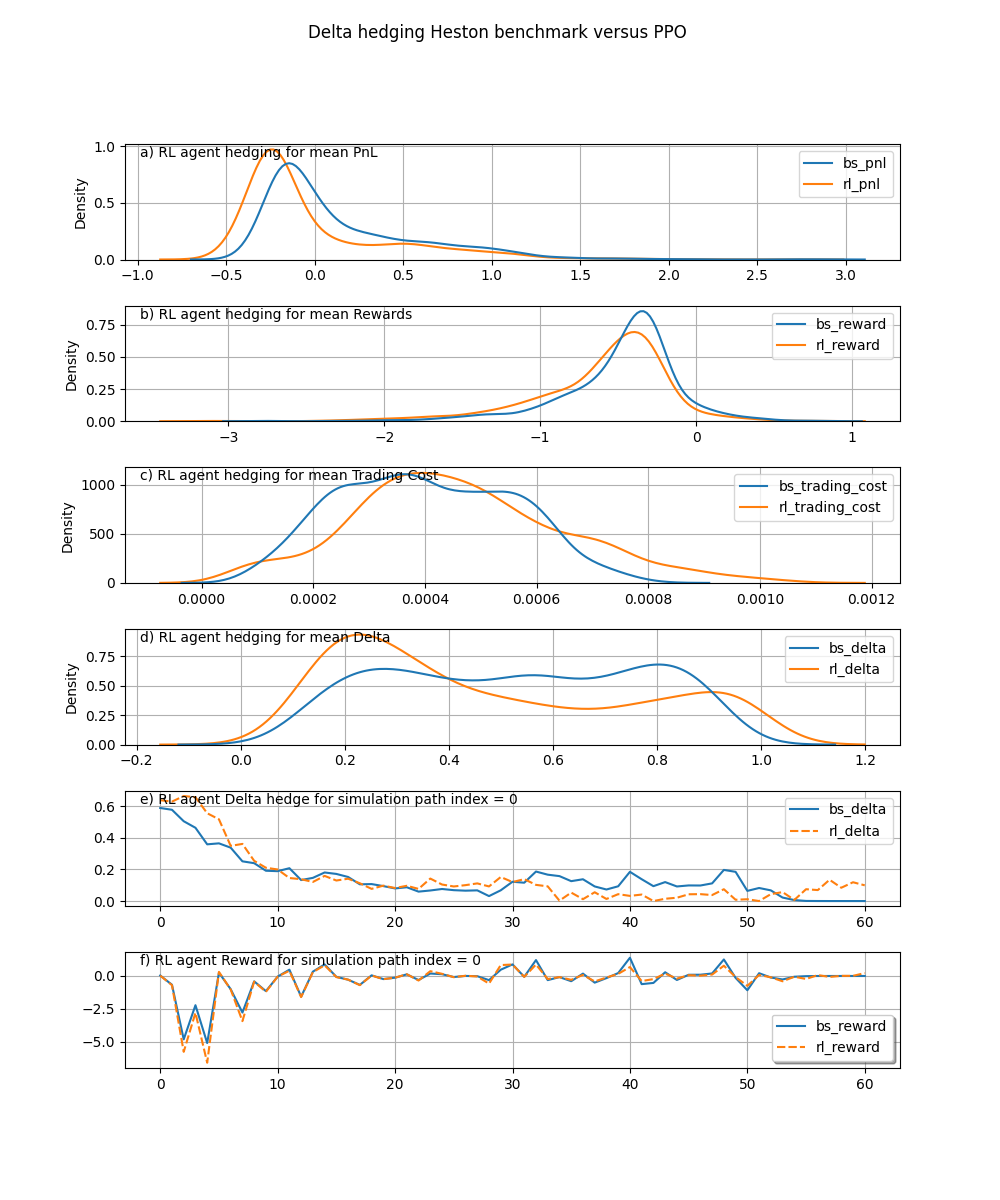 Delta hedging Heston benchmark versus PPO
a) RL agent hedging for mean PnL
bs_pnl
rl_pnl
Density
1.0
0.5
0.0
−1.0 −0.5 0.0 0.5 1.0 1.5 2.0 2.5 3.0
b) RL agent hedging for mean Rewards
bs_reward
rl_reward
Density
0.75
0.50
0.25
0.00
−3 −2 −1 0 1
c) RL agent hedging for mean Trading Cost
bs_trading_cost
rl_trading_cost
Density
1000
500
0
0.0000 0.0002 0.0004 0.0006 0.0008 0.0010 0.0012
d) RL agent hedging for mean Delta
bs_delta
rl_delta
Density
0.75
0.50
0.25
0.00
−0.2 0.0 0.2 0.4 0.6 0.8 1.0 1.2
e) RL agent Delta hedge for simulation path index = 0
bs_delta
rl_delta
0.6
0.4
0.2
0.0
0 10 20 30 40 50 60
f) RL agent Reward for simulation path index = 0
bs_reward
rl_reward
0.0
−2.5
−5.0
0 10 20 30 40 50 60